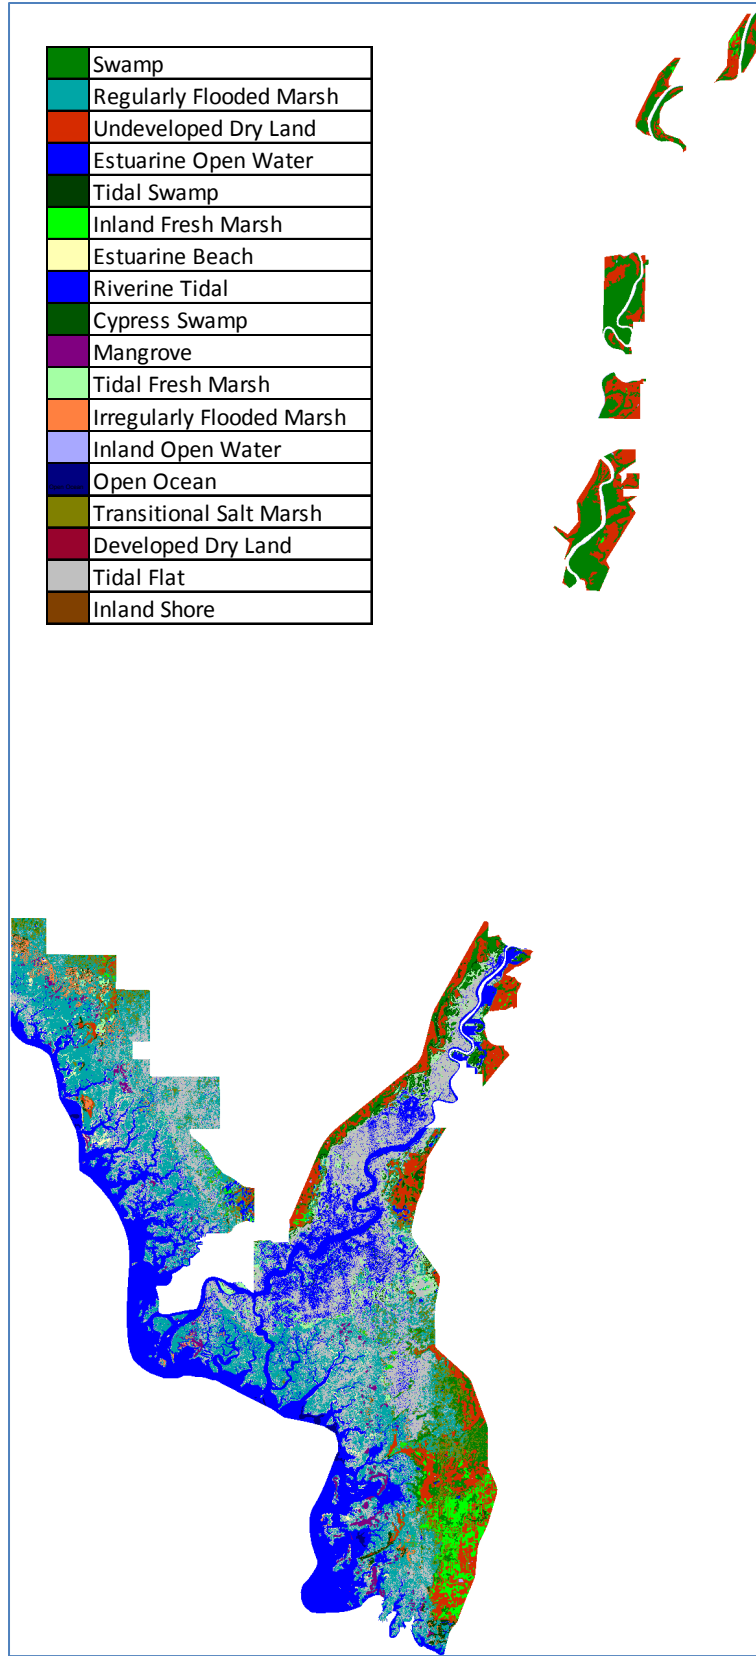 Swamp
Regularly Flooded Marsh
Undeveloped Dry Land
Estuarine Open Water
Tidal Swamp
Inland Fresh Marsh
Estuarine Beach
Riverine Tidal
Cypress Swamp
Mangrove
Tidal Fresh Marsh
Irregularly Flooded Marsh
Inland Open Water
Open Ocean
Transitional Salt Marsh
Developed Dry Land
Tidal Flat
Inland Shore